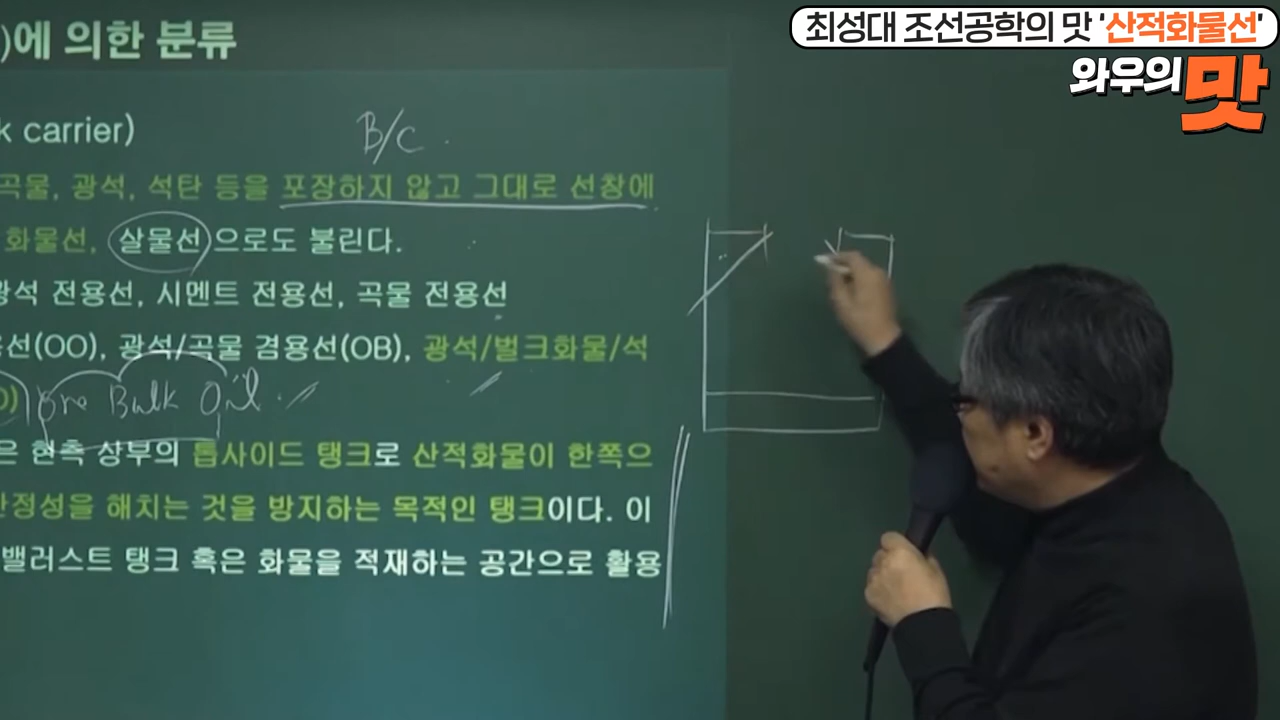 최성대 조선공학의 맛 '산적화물선'
와우의 맛
)에 의한 분류
k carrier)
B/C
곡물, 광석, 석탄 등을 포장하지 않고 그대로 선창에
화물선, 살물선으로도 불린다.
광석 전용선, 시멘트 전용선, 곡물 전용선
용선(OO), 광석/곡물 겸용선(OB), 광석/벌크화물/석
O) Ore Bulk Oil
은 현측 상부의 톱사이드 탱크로 산적화물이 한쪽으
안정성을 해치는 것을 방지하는 목적인 탱크이다. 이
밸러스트 탱크 혹은 화물을 적재하는 공간으로 활용